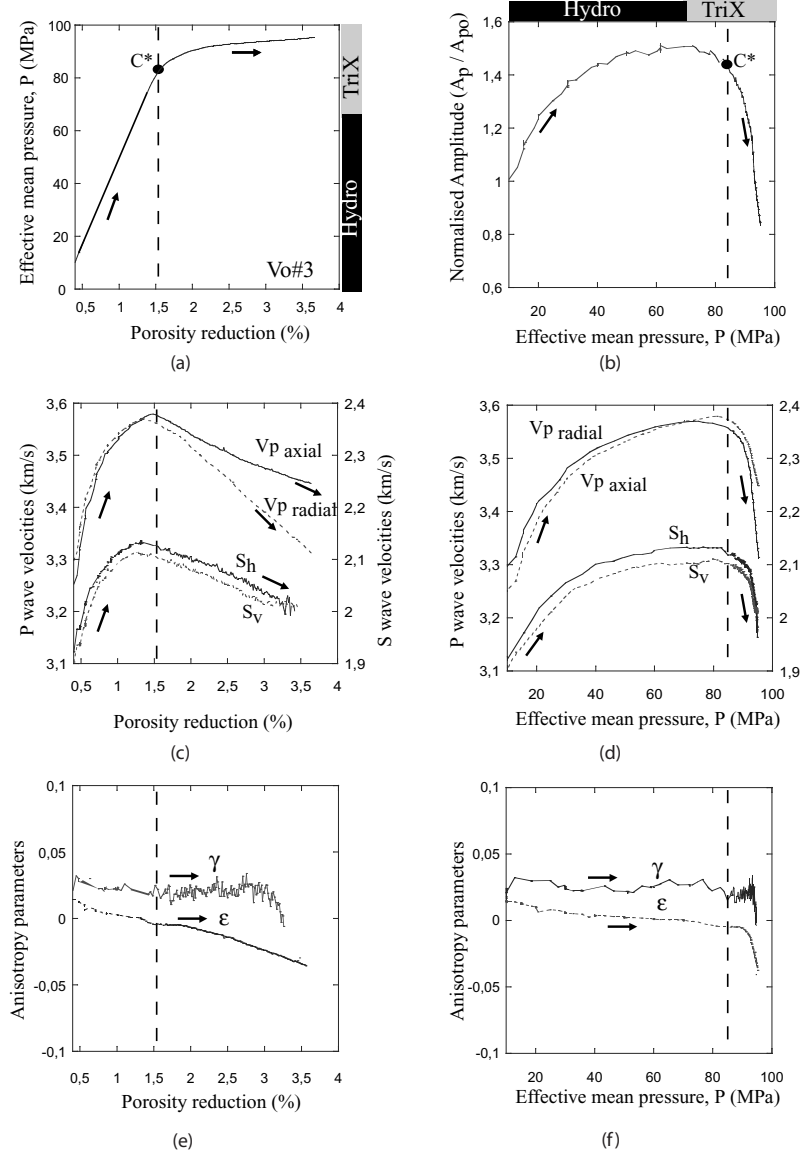 Effective mean pressure, P (MPa)
100
80
60
40
20
0
C*
Vo#3
TriX
Hydro
0,5 1 1,5 2 2,5 3 3,5 4
Porosity reduction (%)
(a)
Hydro TriX
Normalised Amplitude (Ap / Apo)
1,6
1,4
1,2
1
0,8
0,6
C*
20 40 60 80 100
Effective mean pressure, P (MPa)
(b)
P wave velocities (km/s)
3,6
3,5
3,4
3,3
3,2
3,1
Vp axial
Vp radial
Sh
Sv
2,4
2,3
2,2
2,1
2
1,9
S wave velocities (km/s)
0,5 1 1,5 2 2,5 3 3,5 4
Porosity reduction (%)
(c)
P wave velocities (km/s)
3,6
3,5
3,4
3,3
3,2
3,1
Vp radial
Vp axial
Sh
Sv
2,4
2,3
2,2
2,1
2
1,9
20 40 60 80 100
Effective mean pressure, P (MPa)
(d)
Anisotropy parameters
0,1
0,05
0
-0,05
-0,1
γ
ε
0,5 1 1,5 2 2,5 3 3,5 4
Porosity reduction (%)
(e)
Anisotropy parameters
0,1
0,05
0
-0,05
-0,1
γ
ε
20 40 60 80 100
Effective mean pressure, P (MPa)
(f)